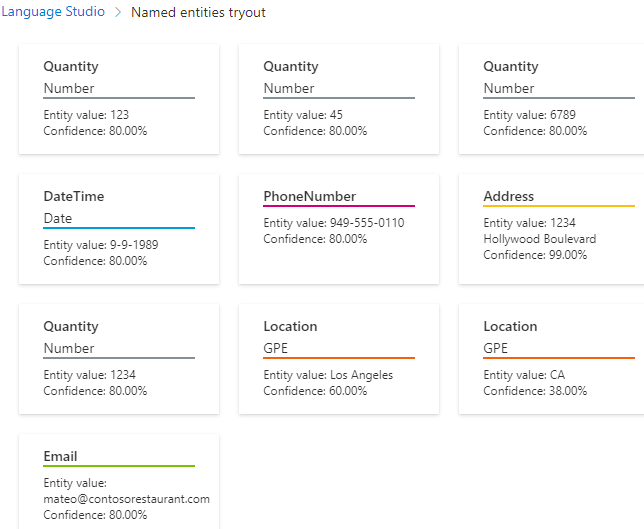 Language Studio > Named entities tryout
Quantity
Number
Entity value: 123
Confidence: 80.00%
Quantity
Number
Entity value: 45
Confidence: 80.00%
Quantity
Number
Entity value: 6789
Confidence: 80.00%
DateTime
Date
Entity value: 9-9-1989
Confidence: 80.00%
PhoneNumber
Entity value: 949-555-0110
Confidence: 80.00%
Address
Entity value: 1234
Hollywood Boulevard
Confidence: 99.00%
Quantity
Number
Entity value: 1234
Confidence: 80.00%
Location
GPE
Entity value: Los Angeles
Confidence: 60.00%
Location
GPE
Entity value: CA
Confidence: 38.00%
Email
Entity value:
mateo@contosorestaurant.com
Confidence: 80.00%